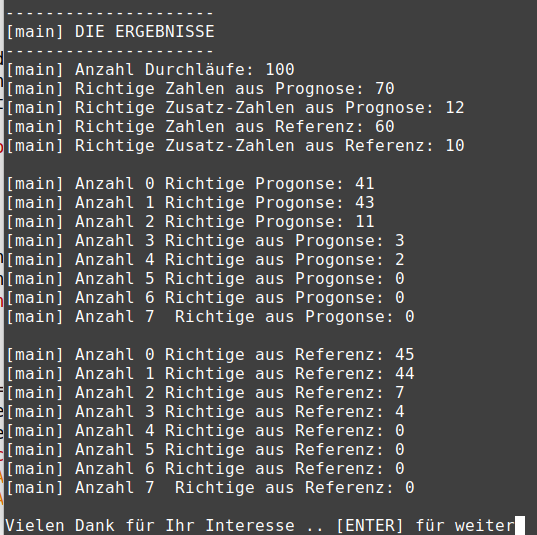 ---------------------
[main] DIE ERGEBNISSE
---------------------
[main] Anzahl Durchläufe: 100
[main] Richtige Zahlen aus Prognose: 70
[main] Richtige Zusatz-Zahlen aus Prognose: 12
[main] Richtige Zahlen aus Referenz: 60
[main] Richtige Zusatz-Zahlen aus Referenz: 10
[main] Anzahl 0 Richtige Progonse: 41
[main] Anzahl 1 Richtige Progonse: 43
[main] Anzahl 2 Richtige Progonse: 11
[main] Anzahl 3 Richtige aus Progonse: 3
[main] Anzahl 4 Richtige aus Progonse: 2
[main] Anzahl 5 Richtige aus Progonse: 0
[main] Anzahl 6 Richtige aus Progonse: 0
[main] Anzahl 7  Richtige aus Progonse: 0
[main] Anzahl 0 Richtige aus Referenz: 45
[main] Anzahl 1 Richtige aus Referenz: 44
[main] Anzahl 2 Richtige aus Referenz: 7
[main] Anzahl 3 Richtige aus Referenz: 4
[main] Anzahl 4 Richtige aus Referenz: 0
[main] Anzahl 5 Richtige aus Referenz: 0
[main] Anzahl 6 Richtige aus Referenz: 0
[main] Anzahl 7  Richtige aus Referenz: 0
Vielen Dank für Ihr Interesse .. [ENTER] für weiter